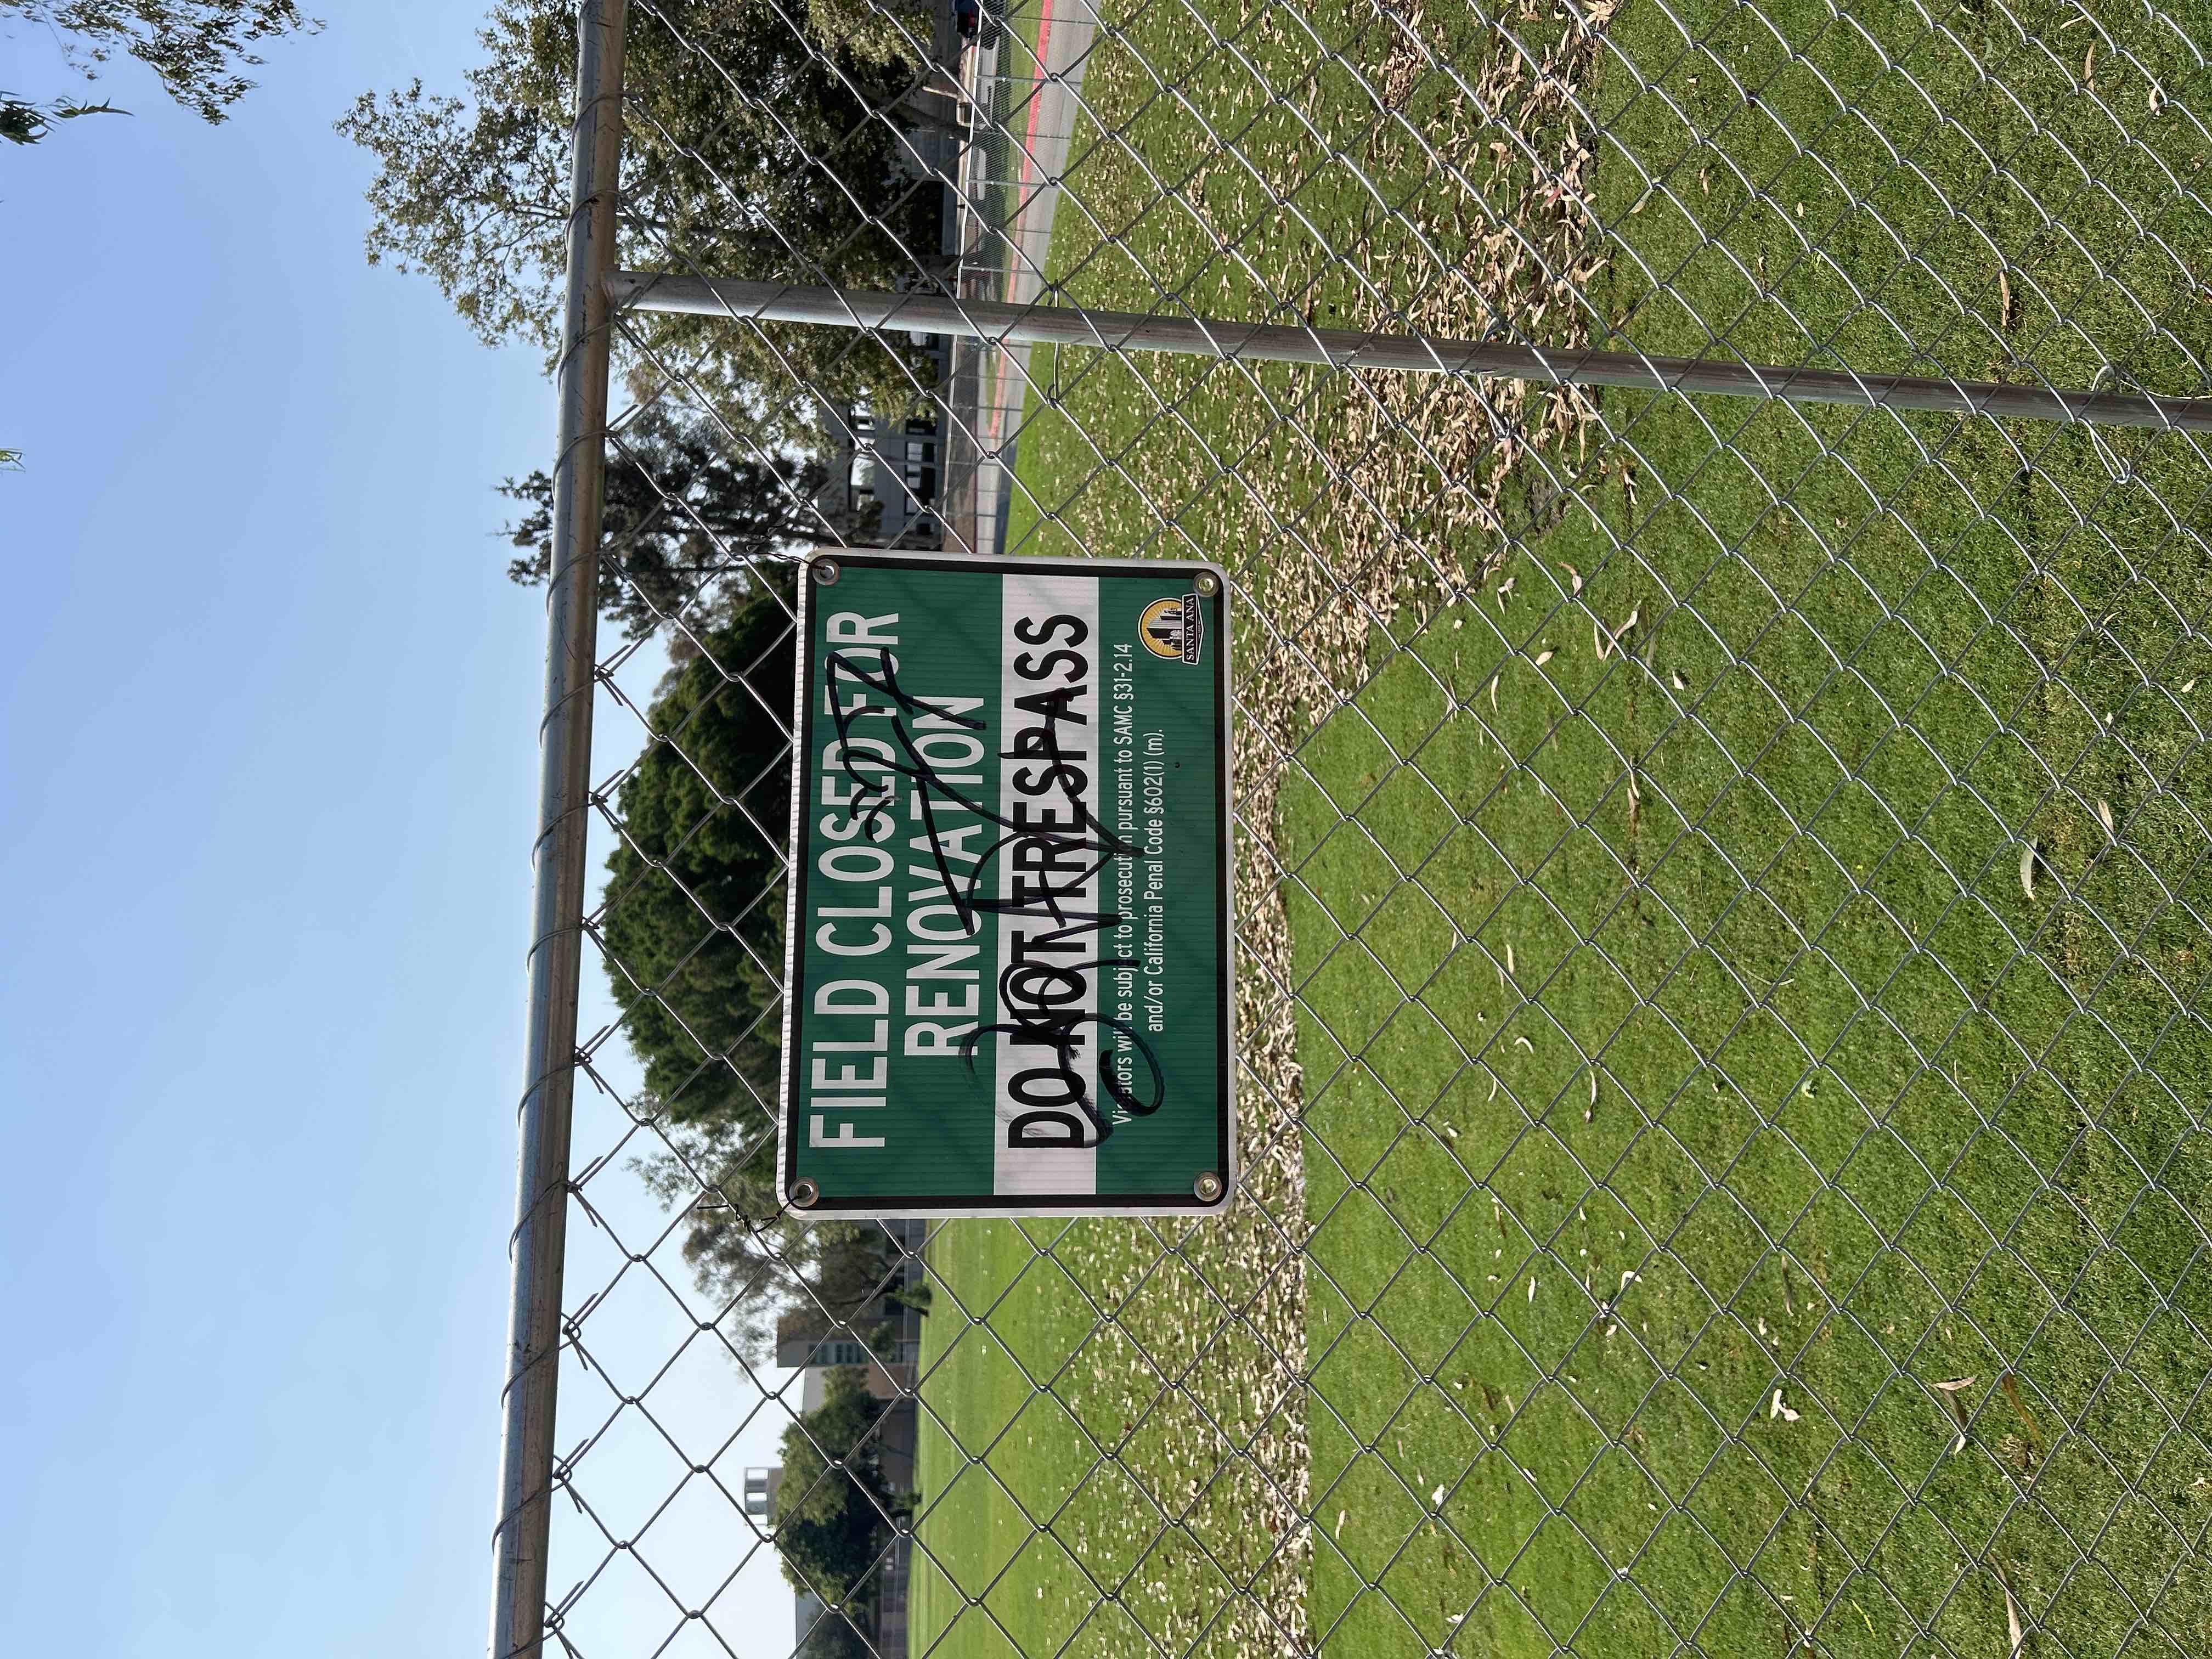 FIELD CLOSED FOR
RENOVATION
DO NOT TRESPASS
Violators will be subject to prosecution pursuant to SAMC §31-2.14
and/or California Penal Code §602(1) (m).
SANTA ANA